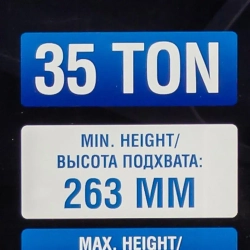 35 TON
MIN. HEIGHT/
ВЫСОТА ПОДХВАТА:
263 MM
MAX. HEIGHT/